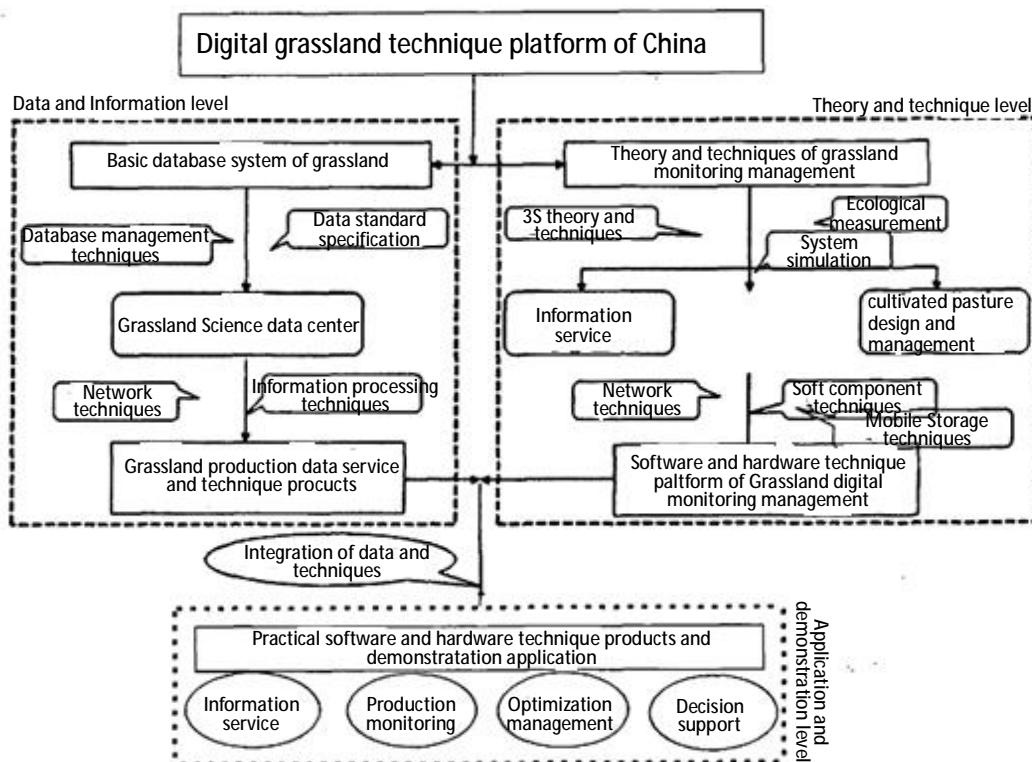 Digital grassland technique platform of China
Data and Information level
Theory and technique level
Basic database system of grassland
Theory and techniques of grassland
monitoring management
Database management
techniques
Data standard
specification
3S theory and
techniques
Ecological
measurement
System
simulation
Grassland Science data center
Information
service
cultivated pasture
design and
management
Network
techniques
Information processing
techniques
Network
techniques
Soft component
techniques
Mobile Storage
techniques
Grassland production data service
and technique procucts
Software and hardware technique
paltform of Grassland digital
monitoring management
Integration of data and
techniques
Application and
demonstration level
Practical software and hardware technique products and
demonstratation application
Information
service
Production
monitoring
Optimization
management
Decision
support